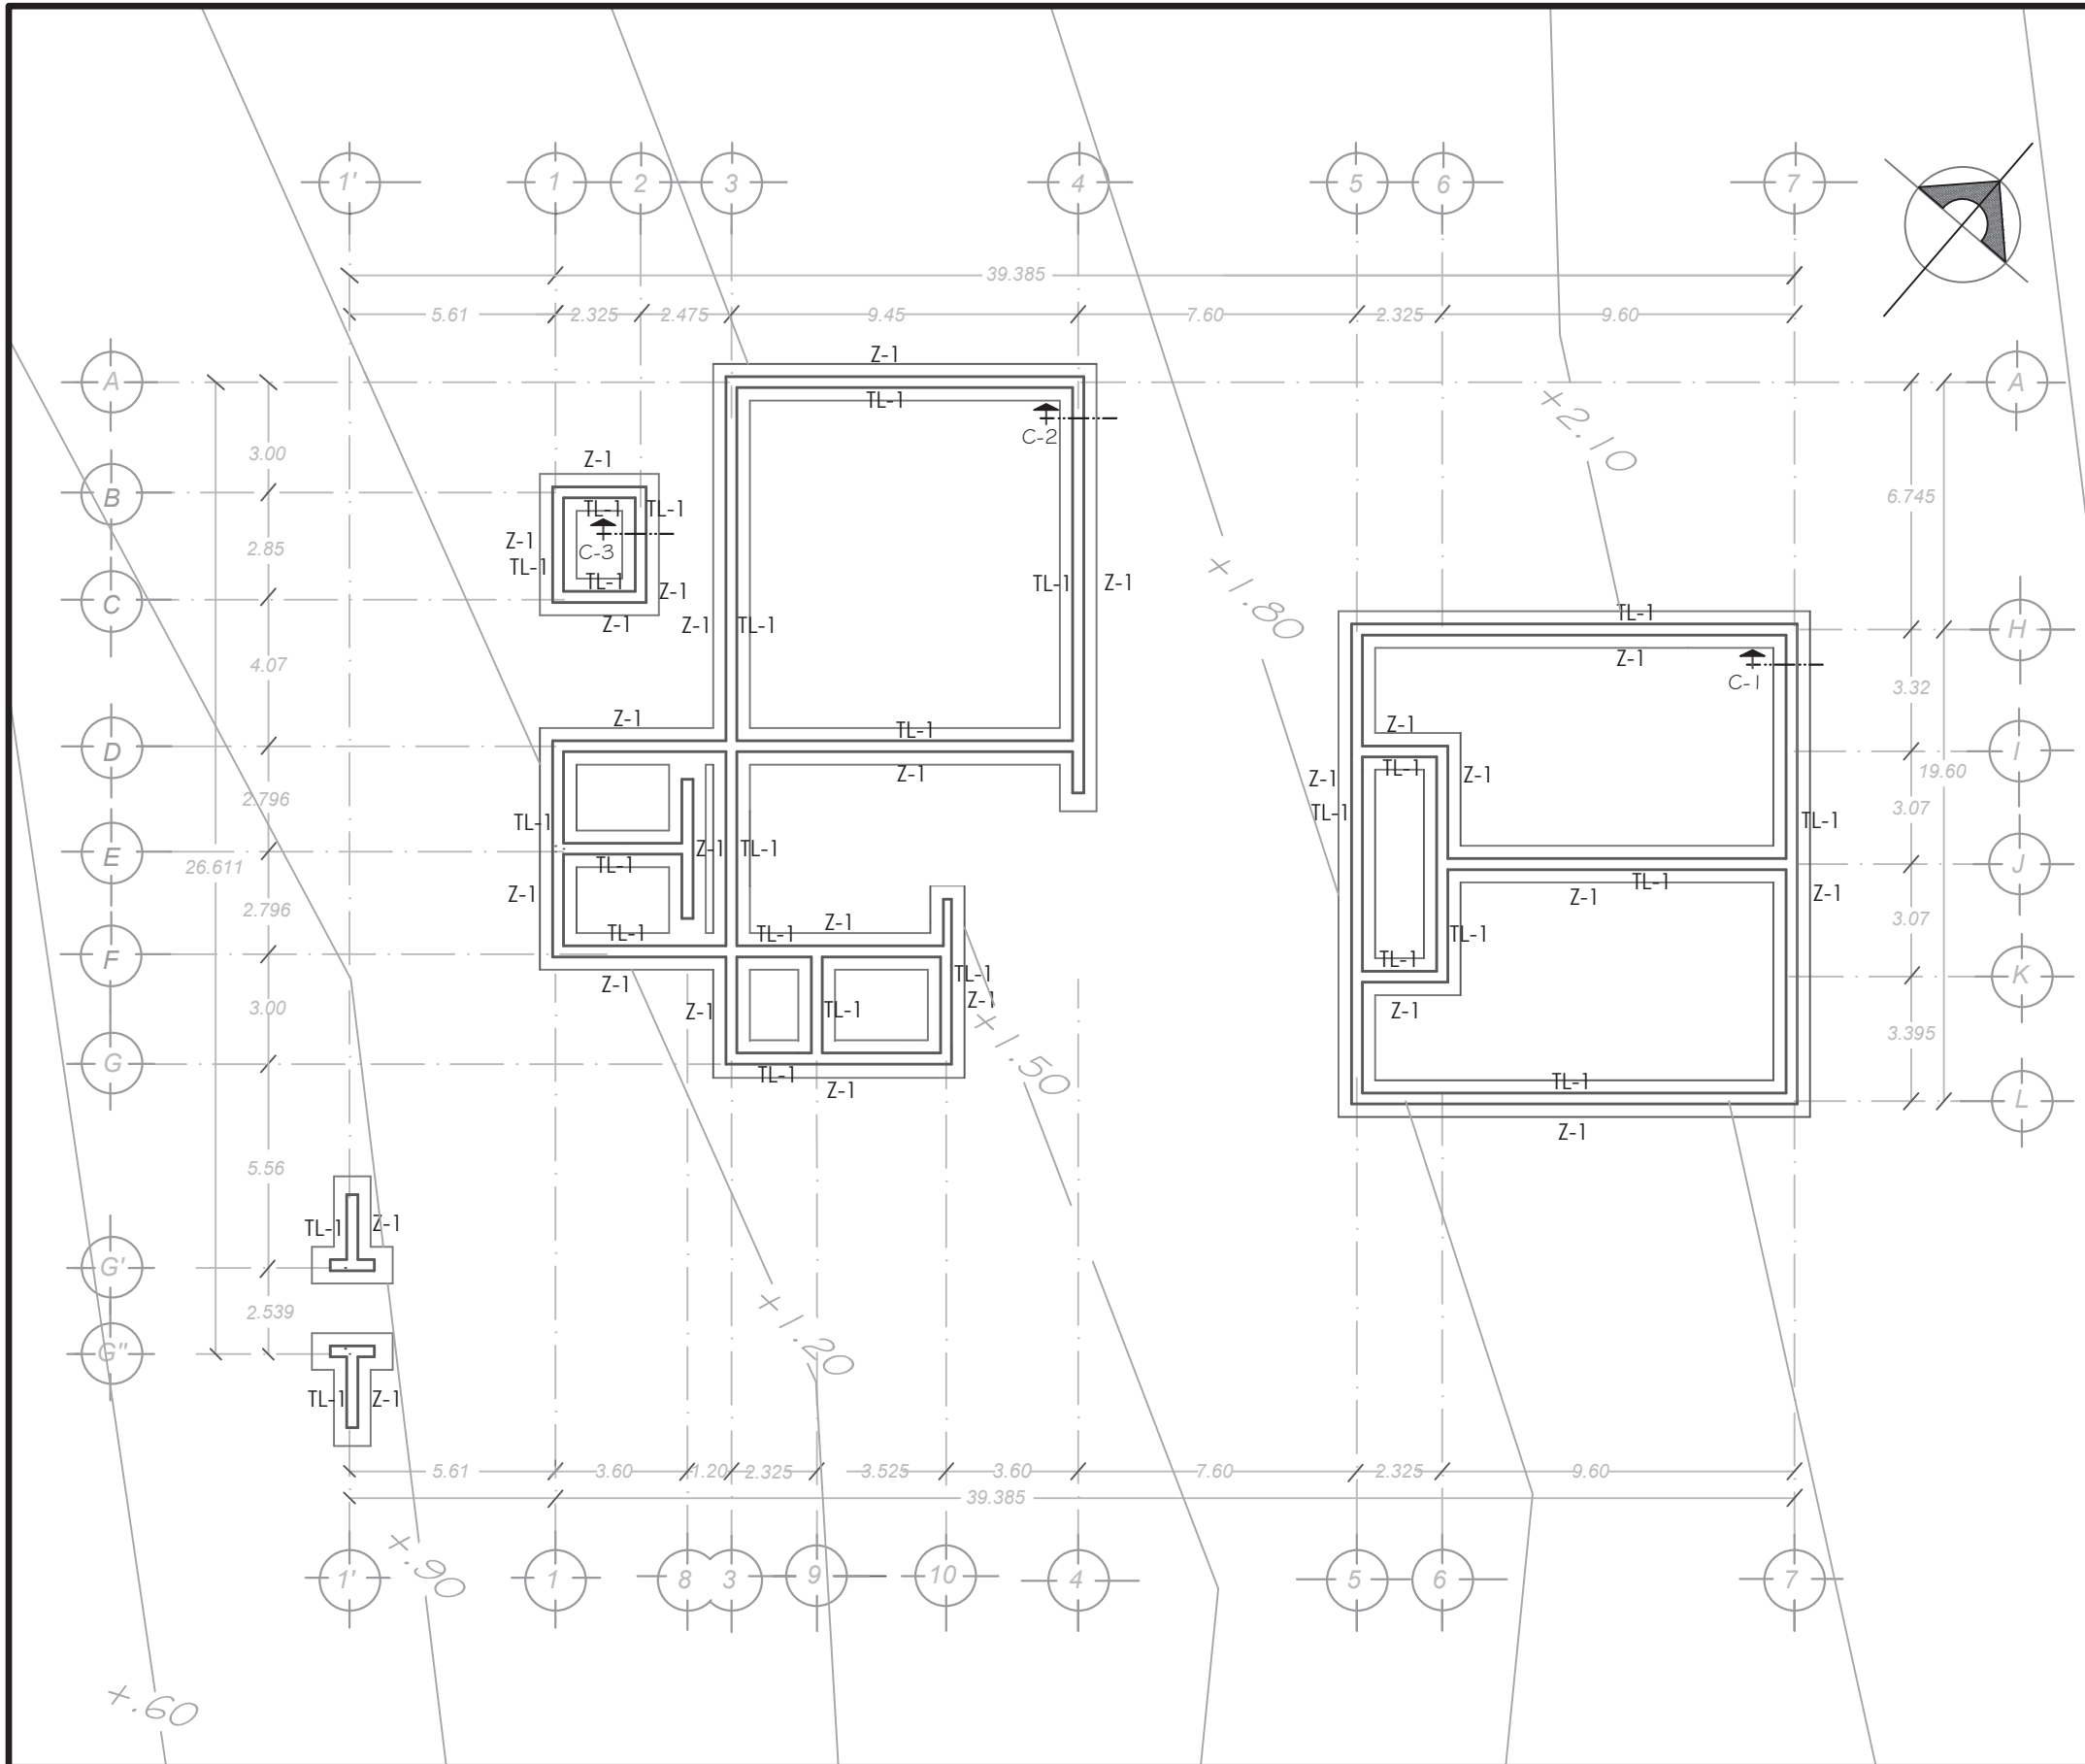 1' 1 2 3 4 5 6 7
39.385
5.61 2.325 2.475 9.45 7.60 2.325 9.60
Z-1
A A
TL-1
x2.10
C-2
3.00
Z-1
B 6.745
TL-1 TL-1
Z-1 C-3
2.85
TL-1 TL-1 Z-1 TL-1 Z-1
x1.80
C
Z-1 Z-1 TL-1 TL-1
H
4.07 Z-1
C-1 3.32
Z-1 Z-1
D TL-1 I
Z-1 Z-1 TL-1 Z-1 19.60
2.796 3.07
TL-1 TL-1 TL-1
E Z-1 TL-1 J
26.611 TL-1
Z-1 TL-1 Z-1 Z-1
2.796 3.07
Z-1
TL-1 TL-1 TL-1
F TL-1 K
TL-1
Z-1 Z-1
3.00 Z-1 TL-1 Z-1
x1.50 3.395
G TL-1 TL-1
Z-1 L
Z-1
5.56
TL-1 Z-1
G'
2.539
x1.20
G"
TL-1 Z-1
5.61 3.60 1.20 2.325 3.525 3.60 7.60 2.325 9.60
39.385
x.90
1' 1 8 3 9 10 4 5 6 7
x.60